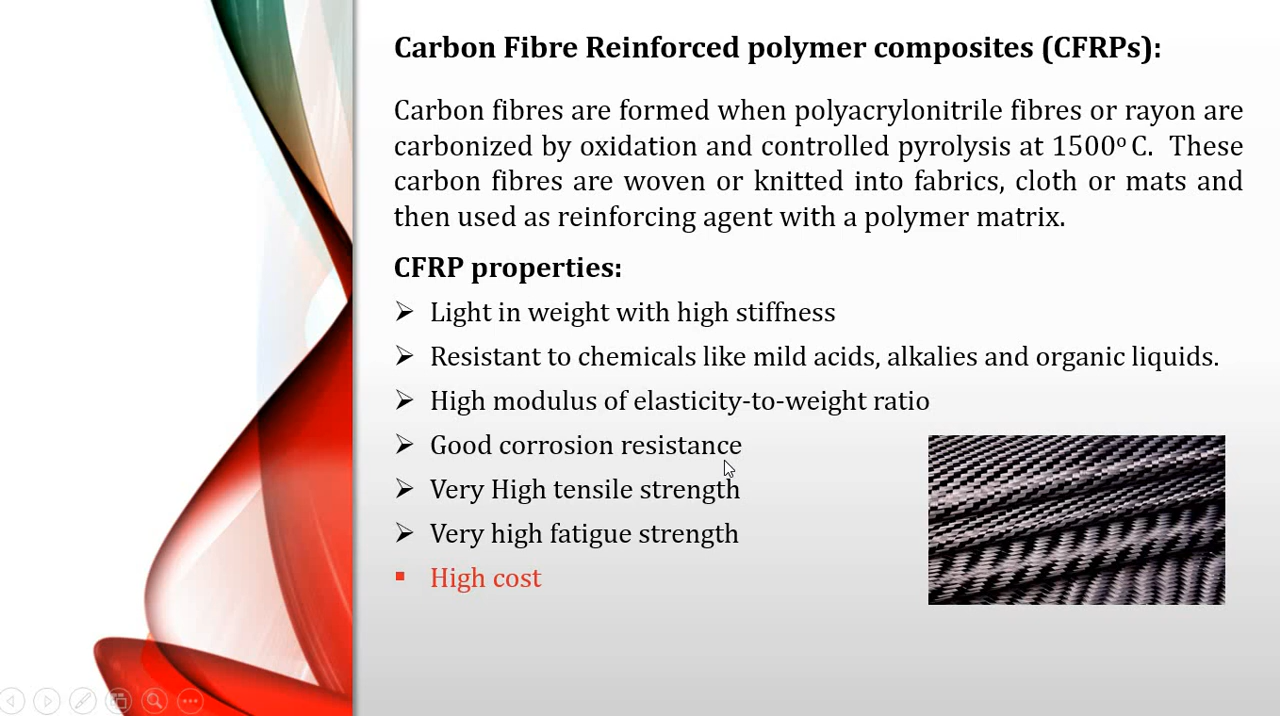 Carbon Fibre Reinforced polymer composites (CFRPs):
Carbon fibres are formed when polyacrylonitrile fibres or rayon are
carbonized by oxidation and controlled pyrolysis at 1500º C. These
carbon fibres are woven or knitted into fabrics, cloth or mats and
then used as reinforcing agent with a polymer matrix.
CFRP properties:
➢ Light in weight with high stiffness
➢ Resistant to chemicals like mild acids, alkalies and organic liquids.
➢ High modulus of elasticity-to-weight ratio
➢ Good corrosion resistance
➢ Very High tensile strength
➢ Very high fatigue strength
▪ High cost